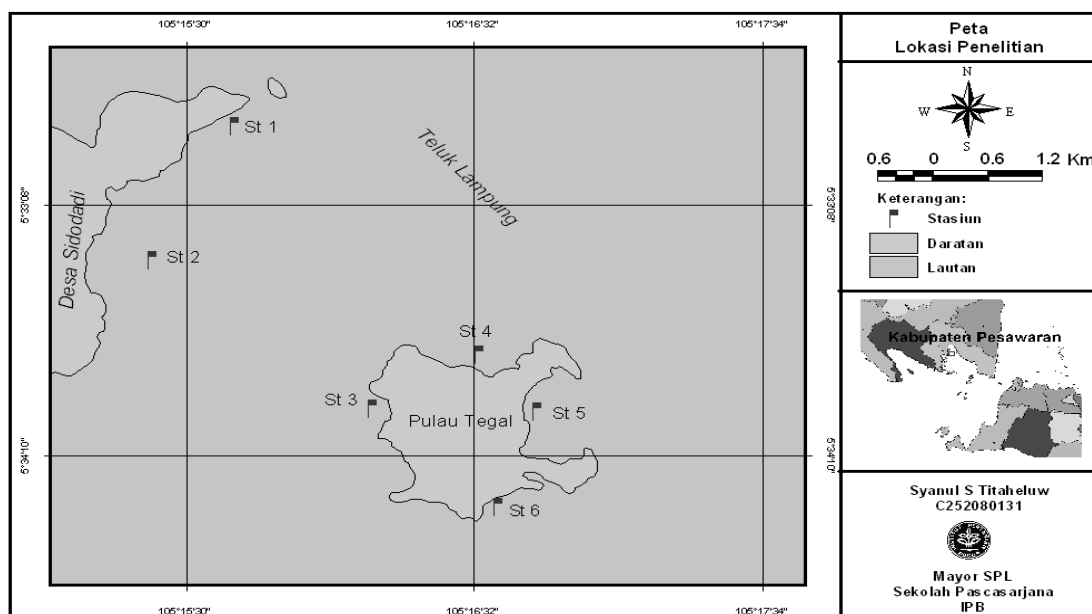 105°15'30"
105°16'32"
105°17'34"
St 1
Teluk Lampung
5°33'08"
5°33'08"
Desa Sidodadi
St 2
St 4
St 3
Pulau Tegal
St 5
5°34'10"
5°34'10"
St 6
105°15'30"
105°16'32"
105°17'34"
Peta
Lokasi Penelitian
N
W
E
S
0.6 0 0.6 1.2 Km
Keterangan:
Stasiun
Daratan
Lautan
Kabupaten Pesawaran
Syanul S Titaheluw
C252080131
Mayor SPL
Sekolah Pascasarjana
IPB